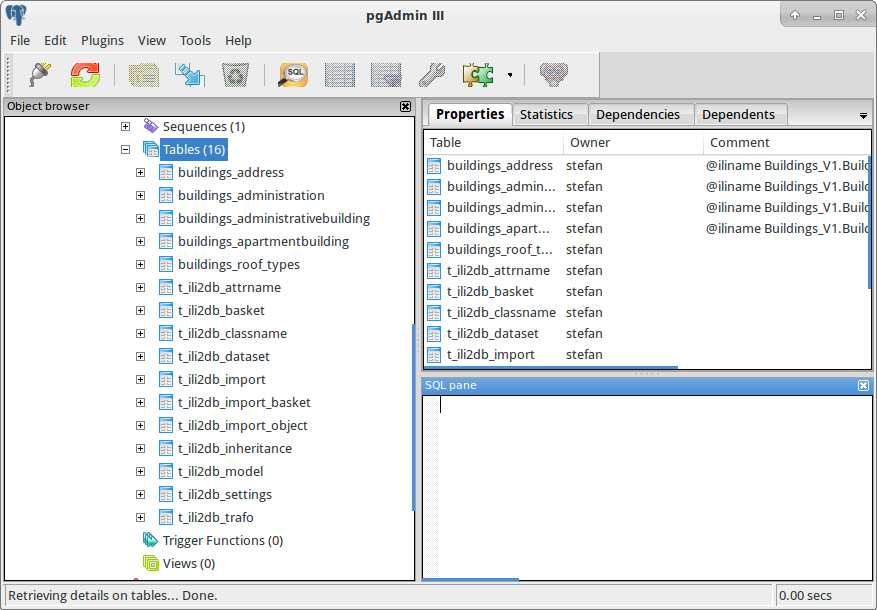 pgAdmin III
File Edit Plugins View Tools Help
SQL
Object browser
Sequences (1)
Tables (16)
buildings_address
buildings_administration
buildings_administrativebuilding
buildings_apartmentbuilding
buildings_roof_types
t_ili2db_attrname
t_ili2db_basket
t_ili2db_classname
t_ili2db_dataset
t_ili2db_import
t_ili2db_import_basket
t_ili2db_import_object
t_ili2db_inheritance
t_ili2db_model
t_ili2db_settings
t_ili2db_trafo
Trigger Functions (0)
Views (0)
Properties Statistics Dependencies Dependents
Table Owner Comment
buildings_address stefan @iliname Buildings_V1.Build
buildings_admin... stefan @iliname Buildings_V1.Build
buildings_admin... stefan @iliname Buildings_V1.Build
buildings_apart... stefan @iliname Buildings_V1.Build
buildings_roof_t... stefan
t_ili2db_attrname stefan
t_ili2db_basket stefan
t_ili2db_classname stefan
t_ili2db_dataset stefan
t_ili2db_import stefan
SQL pane
Retrieving details on tables... Done. 0.00 secs